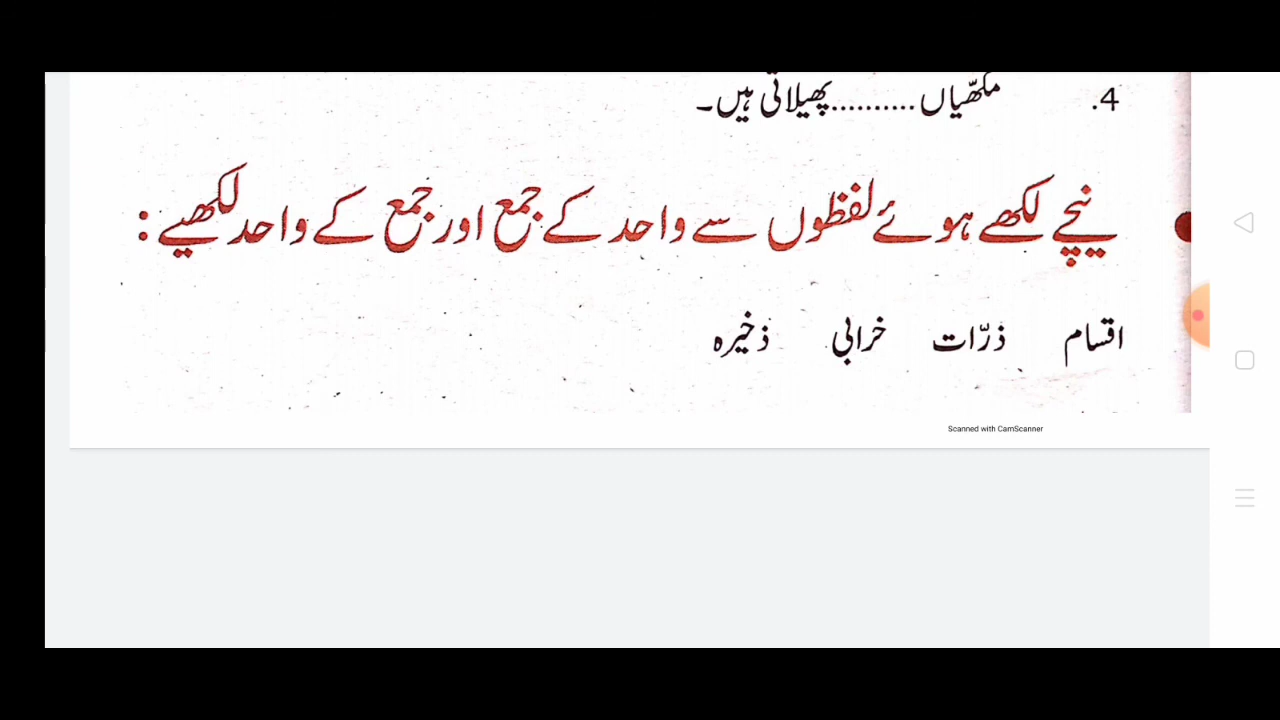 4. مکھّیاں ..........پھیلاتی ہیں۔
نیچے لکھے ہوئے لفظوں سے واحد کے جمع اور جمع کے واحد لکھیے :
اقسام ذرّات خرابی ذخیرہ
Scanned with CamScanner